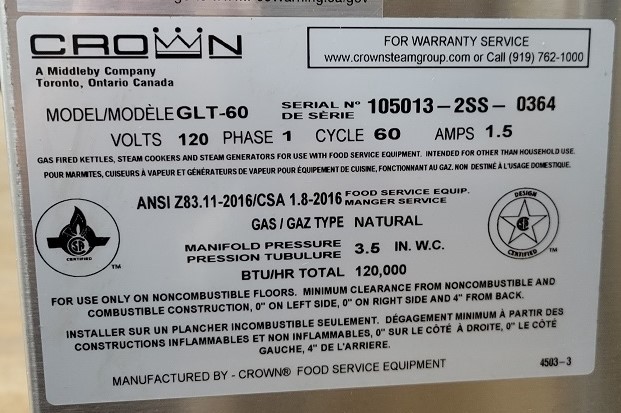 CROWN
A Middleby Company
Toronto, Ontario Canada
FOR WARRANTY SERVICE
www.crownsteamgroup.com or Call (919) 762-1000
MODEL/MODÈLE GLT-60 SERIAL Nº DE SÈRIE 105013-2SS- 0364
VOLTS 120 PHASE 1 CYCLE 60 AMPS 1.5
GAS FIRED KETTLES, STEAM COOKERS AND STEAM GENERATORS FOR USE WITH FOOD SERVICE EQUIPMENT. INTENDED FOR OTHER THAN HOUSEHOLD USE.
POUR MARMITES, CUISEURS À VAPEUR ET GÉNÉRATEURS DE VAPEUR POUR ÉQUIPEMENT DE CUISINE, FONCTIONNANT AU GAZ. NON DESTINÉ À L'USAGE DOMESTIQUE.
ANSI Z83.11-2016/CSA 1.8-2016 FOOD SERVICE EQUIP. MANGER SERVICE
GAS / GAZ TYPE NATURAL
MANIFOLD PRESSURE
PRESSION TUBULURE 3.5 IN. W.C.
BTU/HR TOTAL 120,000
CERTIFIED TM
DESIGN CERTIFIED TM
FOR USE ONLY ON NONCOMBUSTIBLE FLOORS. MINIMUM CLEARANCE FROM NONCOMBUSTIBLE AND
COMBUSTIBLE CONSTRUCTION, 0" ON LEFT SIDE, 0" ON RIGHT SIDE AND 4" FROM BACK.
INSTALLER SUR UN PLANCHER INCOMBUSTIBLE SEULEMENT. DÉGAGEMENT MINIMUM À PARTIR DES
CONSTRUCTIONS INFLAMMABLES ET NON INFLAMMABLES, 0" SUR LE CÔTÉ À DROITE, 0" LE CÔTÉ
GAUCHE, 4" DE L'ARRIERE.
MANUFACTURED BY - CROWN® FOOD SERVICE EQUIPMENT
4503-3